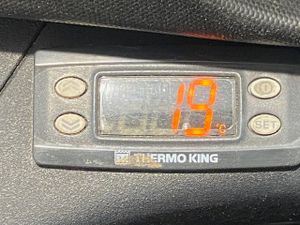 19 °C
SET
THERMO KING